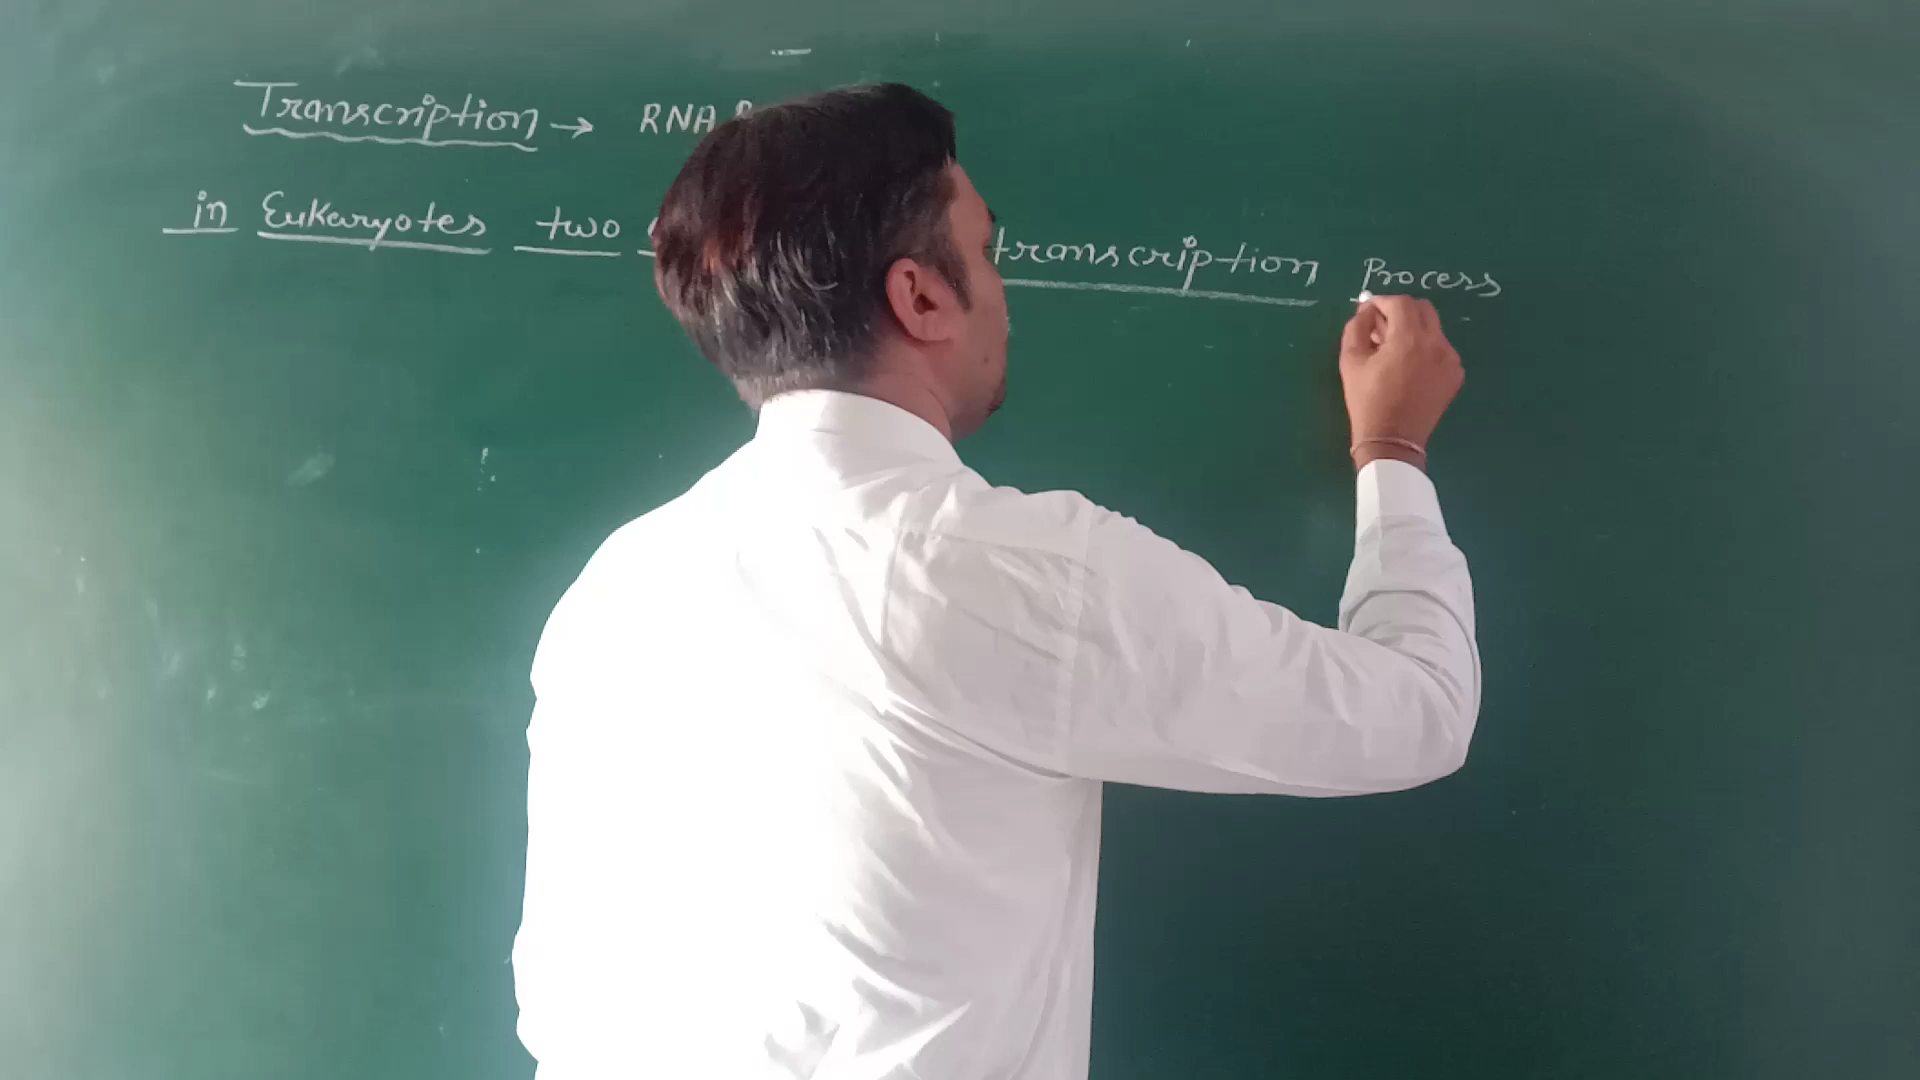 Transcription → RNA
in Eukaryotes two transcription Process